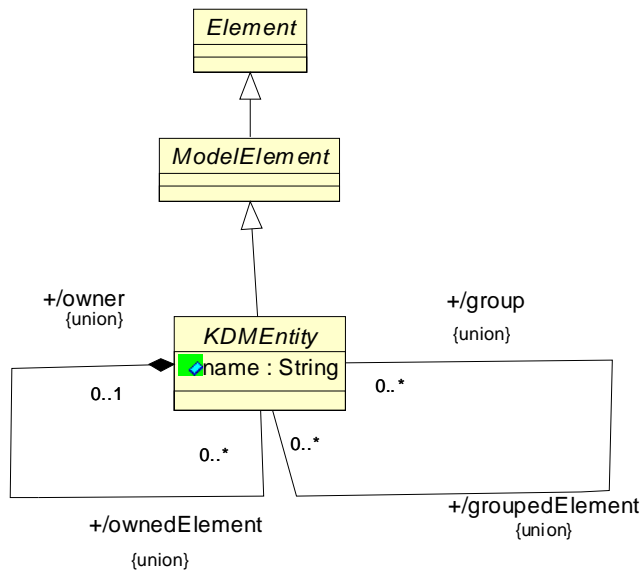 Element
ModelElement
+/owner
{union}
+/group
{union}
KDMEntity
name : String
0..1
0..*
0..*
0..*
+/ownedElement
{union}
+/groupedElement
{union}